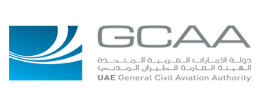 GCAA
دولة الإمارات العربية المتحدة
الهيئة العامة للطيران المدني
UAE General Civil Aviation Authority